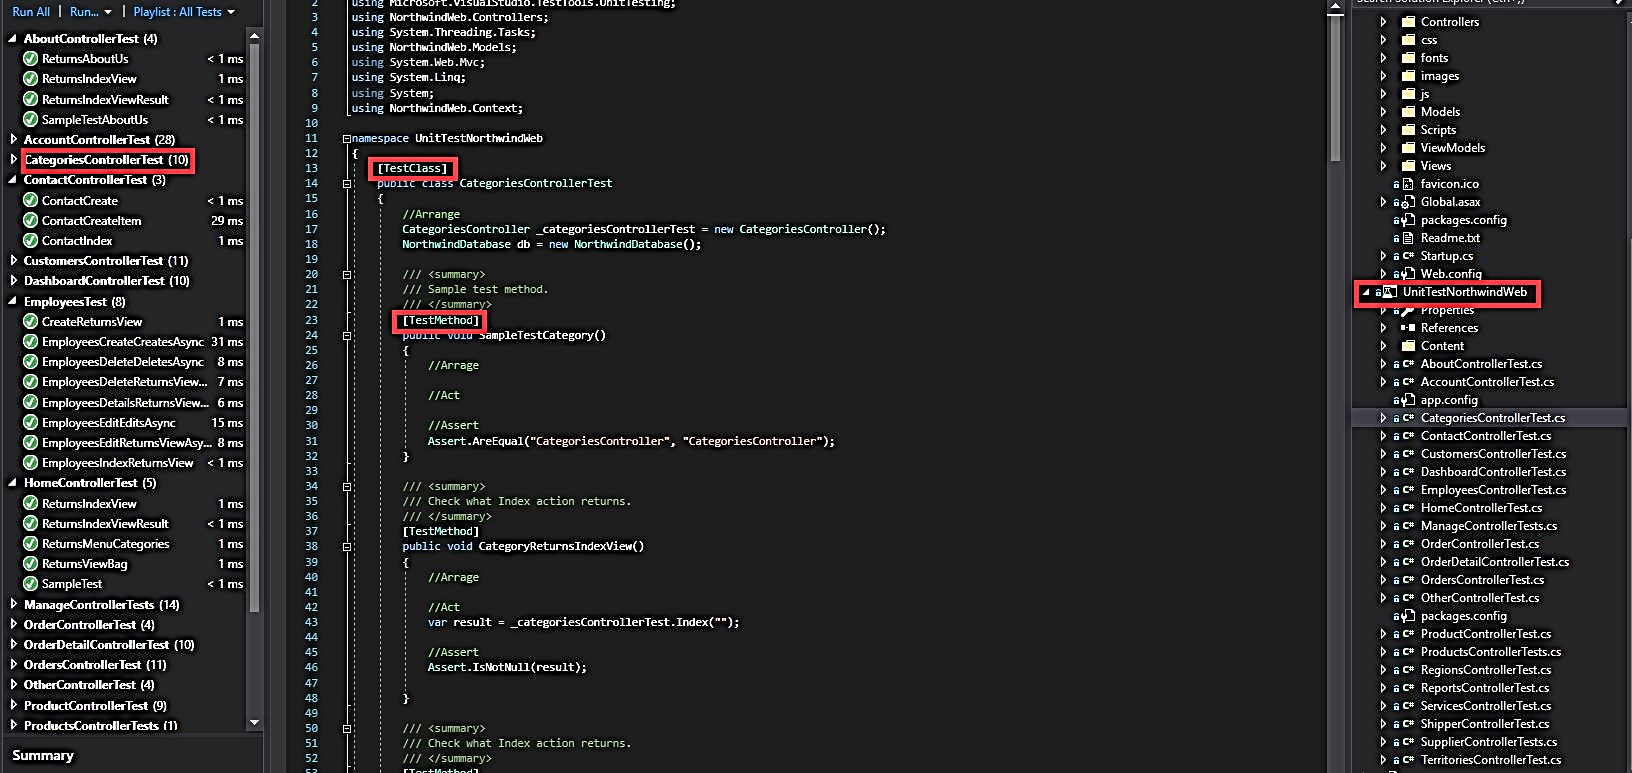 Run All | Run... | Playlist : All Tests
AboutControllerTest (4)
ReturnsAboutUs < 1 ms
ReturnsIndexView 1 ms
ReturnsIndexViewResult < 1 ms
SampleTestAboutUs < 1 ms
AccountControllerTest (28)
CategoriesControllerTest (10)
ContactControllerTest (3)
ContactCreate < 1 ms
ContactCreateItem 29 ms
ContactIndex 1 ms
CustomersControllerTest (11)
DashboardControllerTest (10)
EmployeesTest (8)
CreateReturnsView 1 ms
EmployeesCreateCreatesAsync 31 ms
EmployeesDeleteDeletesAsync 8 ms
EmployeesDeleteReturnsView... 7 ms
EmployeesDetailsReturnsView... 6 ms
EmployeesEditEditsAsync 15 ms
EmployeesEditReturnsViewAsy... 8 ms
EmployeesIndexReturnsView < 1 ms
HomeControllerTest (5)
ReturnsIndexView 1 ms
ReturnsIndexViewResult < 1 ms
ReturnsMenuCategories 1 ms
ReturnsViewBag 1 ms
SampleTest < 1 ms
ManageControllerTests (14)
OrderControllerTest (4)
OrderDetailControllerTest (10)
OrdersControllerTest (11)
OtherControllerTest (4)
ProductControllerTest (9)
ProductsControllerTests (1)
Summary
2 using Microsoft.VisualStudio.TestTools.UnitTesting;
3 using NorthwindWeb.Controllers;
4 using System.Threading.Tasks;
5 using NorthwindWeb.Models;
6 using System.Web.Mvc;
7 using System.Linq;
8 using System;
9 using NorthwindWeb.Context;
10
11 namespace UnitTestNorthwindWeb
12 {
13 [TestClass]
14 public class CategoriesControllerTest
15 {
16 //Arrange
17 CategoriesController _categoriesControllerTest = new CategoriesController();
18 NorthwindDatabase db = new NorthwindDatabase();
19
20 /// <summary>
21 /// Sample test method.
22 /// </summary>
23 [TestMethod]
24 public void SampleTestCategory()
25 {
26 //Arrage
27
28 //Act
29
30 //Assert
31 Assert.AreEqual("CategoriesController", "CategoriesController");
32 }
33
34 /// <summary>
35 /// Check what Index action returns.
36 /// </summary>
37 [TestMethod]
38 public void CategoryReturnsIndexView()
39 {
40 //Arrage
41
42 //Act
43 var result = _categoriesControllerTest.Index("");
44
45 //Assert
46 Assert.IsNotNull(result);
47
48 }
49
50 /// <summary>
51 /// Check what Index action returns.
52 /// </summary>
53 [TestMethod]
Search Solution Explorer (Ctrl+;)
Controllers
css
fonts
images
js
Models
Scripts
ViewModels
Views
favicon.ico
Global.asax
packages.config
Readme.txt
Startup.cs
Web.config
UnitTestNorthwindWeb
Properties
References
Content
AboutControllerTest.cs
AccountControllerTest.cs
app.config
CategoriesControllerTest.cs
ContactControllerTest.cs
CustomersControllerTest.cs
DashboardControllerTest.cs
EmployeesControllerTest.cs
HomeControllerTest.cs
ManageControllerTests.cs
OrderControllerTest.cs
OrderDetailControllerTest.cs
OrdersControllerTest.cs
OtherControllerTest.cs
packages.config
ProductControllerTest.cs
ProductsControllerTests.cs
RegionsControllerTest.cs
ReportsControllerTest.cs
ServicesControllerTest.cs
ShipperControllerTest.cs
SupplierControllerTests.cs
TerritoriesControllerTest.cs